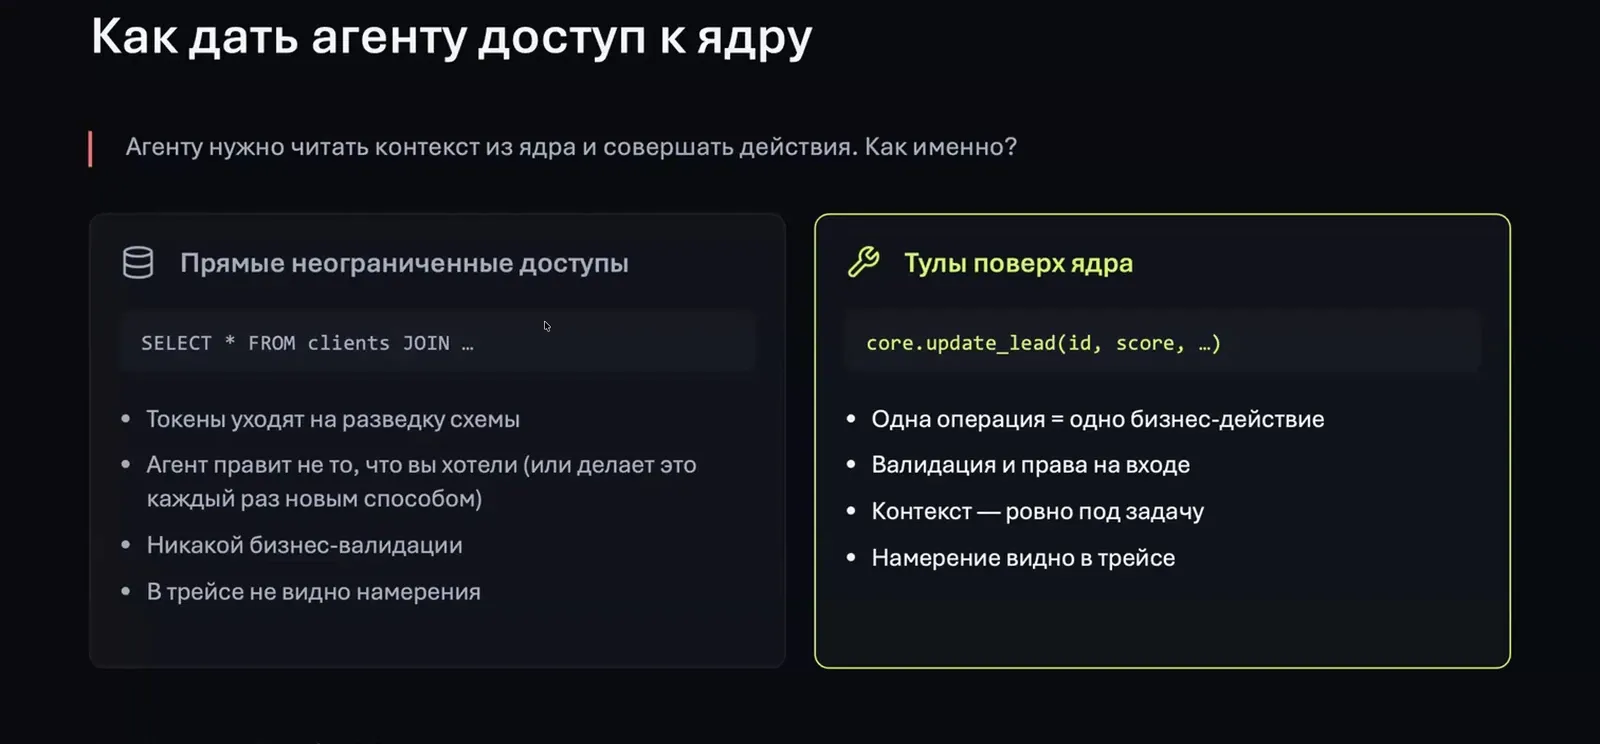 Как дать агенту доступ к ядру
Агенту нужно читать контекст из ядра и совершать действия. Как именно?
Прямые неограниченные доступы
SELECT * FROM clients JOIN …
• Токены уходят на разведку схемы
• Агент правит не то, что вы хотели (или делает это
каждый раз новым способом)
• Никакой бизнес-валидации
• В трейсе не видно намерения
Тулы поверх ядра
core.update_lead(id, score, …)
• Одна операция = одно бизнес-действие
• Валидация и права на входе
• Контекст — ровно под задачу
• Намерение видно в трейсе